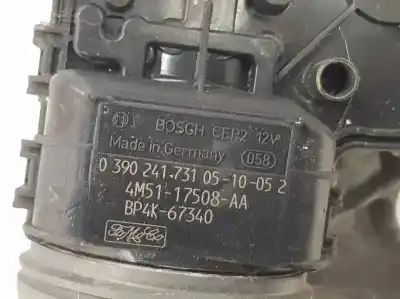 BOSCH CEP2 12V
Made in Germany 058
0 390 241 731 05-10-05 2
4M51-17508-AA
BP4K-67340
FoMoCo